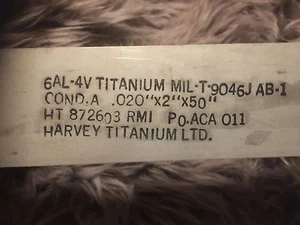 6AL-4V TITANIUM MIL-T-9046J AB-1
COND.A .020"x2"x50"
HT 872603 RMI PO.ACA 011
HARVEY TITANIUM LTD.